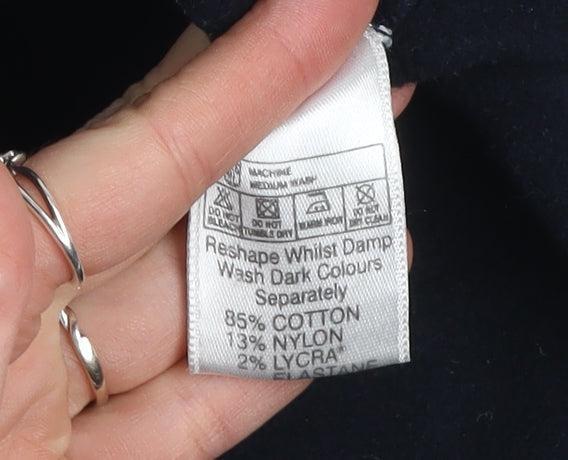 MACHINE
MEDIUM WASH
DO NOT BLEACH
DO NOT TUMBLE DRY
WARM IRON
DO NOT DRY CLEAN
Reshape Whilst Damp
Wash Dark Colours
Separately
85% COTTON
13% NYLON
2% LYCRA®
ELASTANE